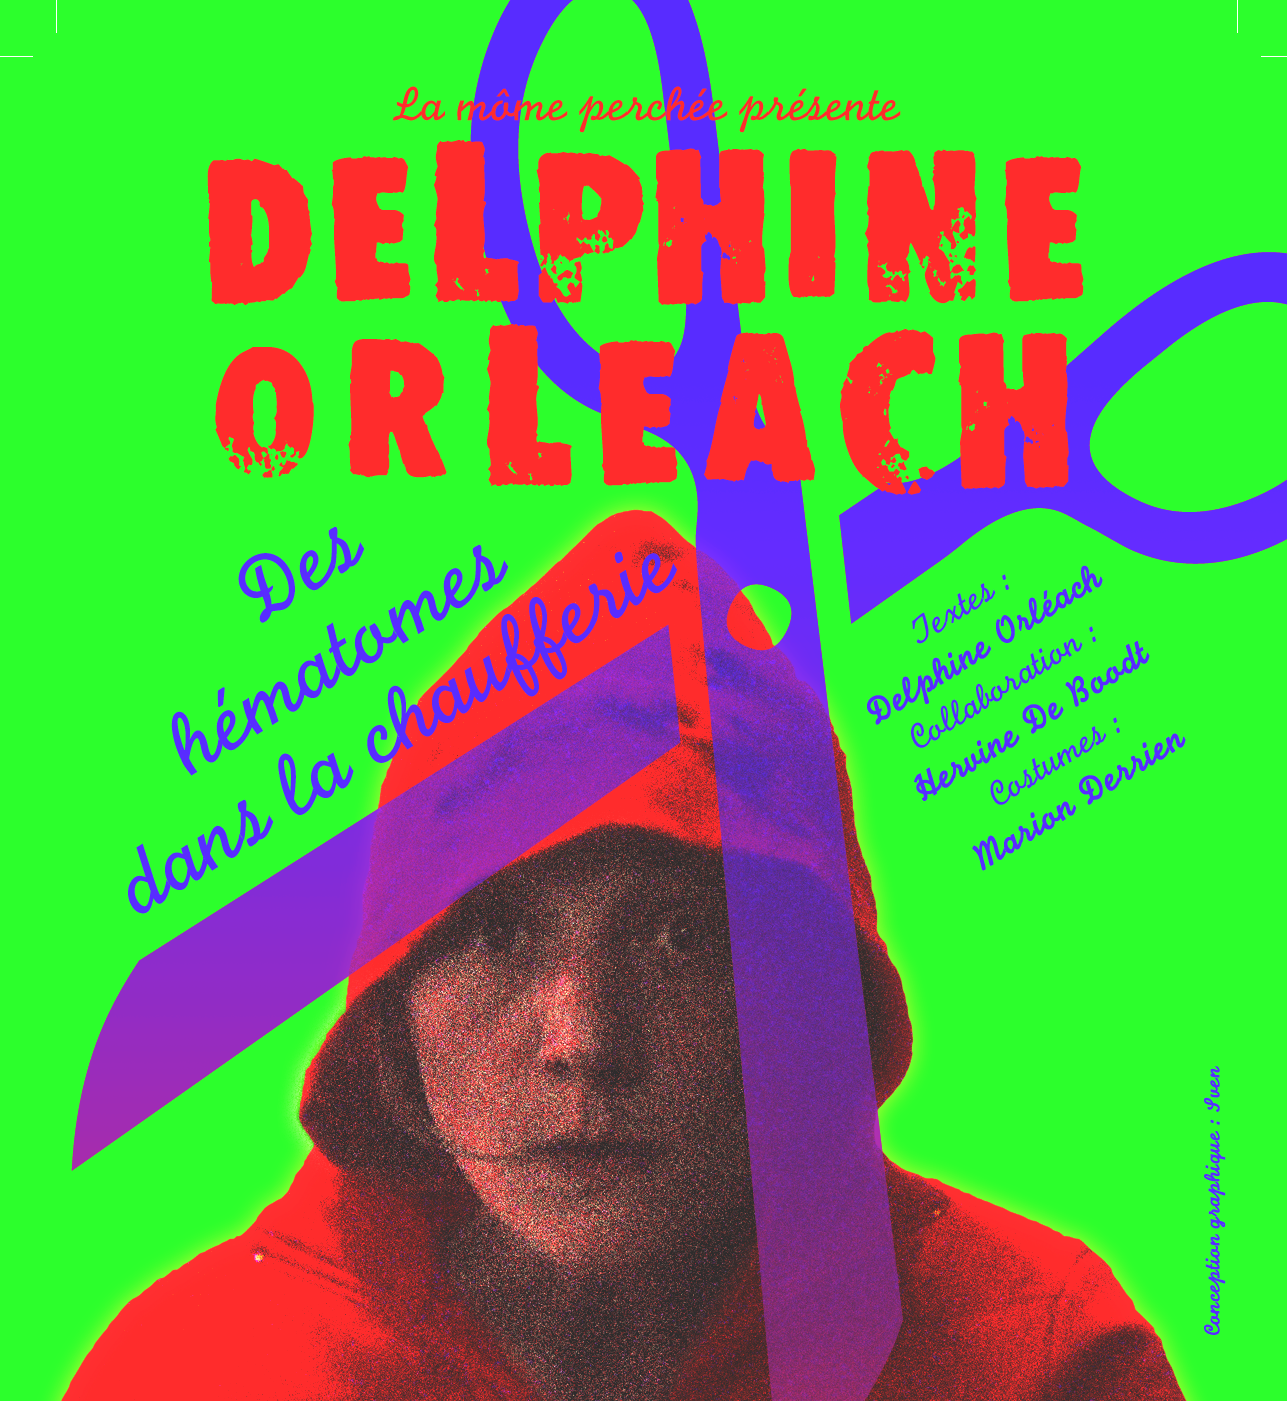 La môme perchée présente
DELPHINE
ORLEACH
Des
hématomes
dans la chaufferie
Textes :
Delphine Orléach
Collaboration :
Hervine De Boodt
Costumes :
Marion Derrien
Conception graphique : Sven